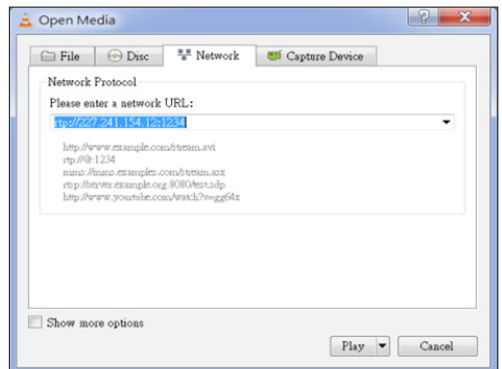 Open Media
File Disc Network Capture Device
Network Protocol
Please enter a network URL:
rtp://227.241.154.12:1234
http://www.example.com/stream.avi
rtp://@:1234
mms://mms.examples.com/stream.asx
rtsp://server.example.org:8080/test.sdp
http://www.yourtube.com/watch?v=gg64x
Show more options
Play Cancel